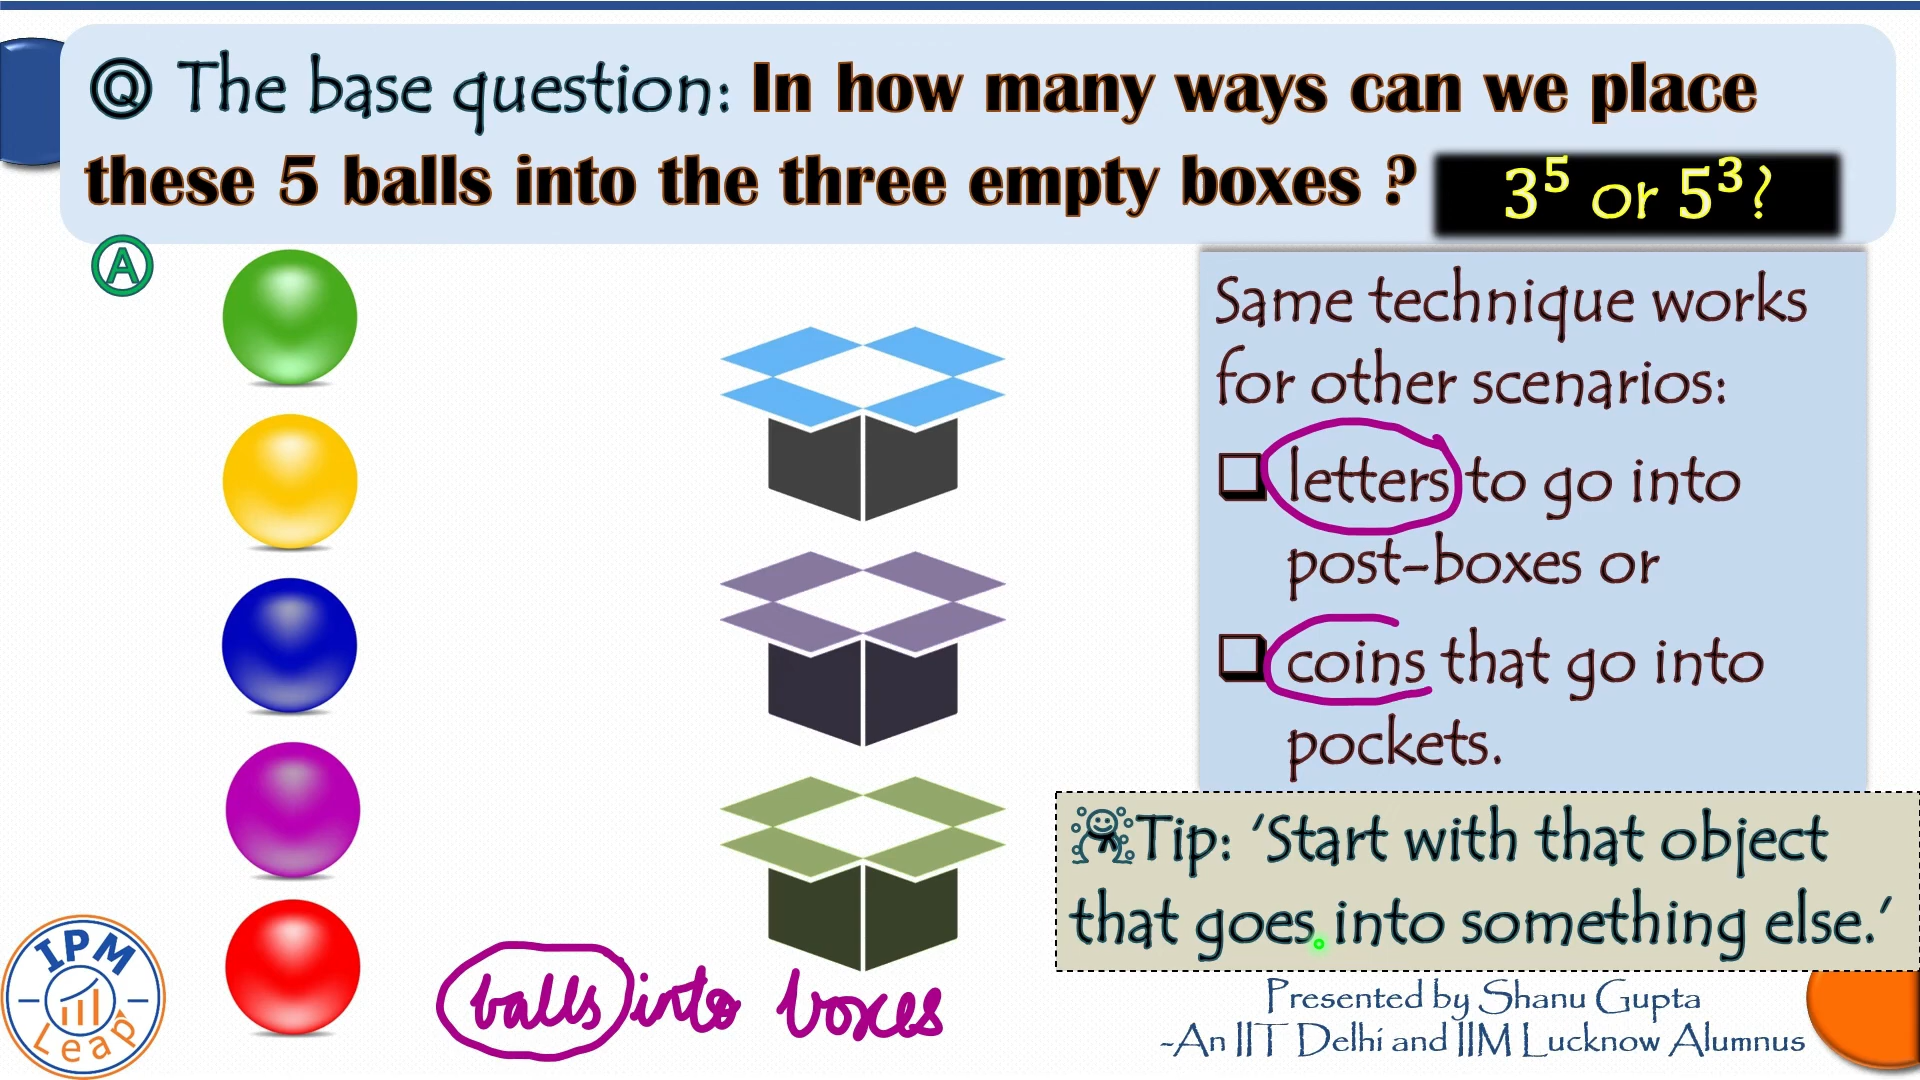 Q The base question: In how many ways can we place
these 5 balls into the three empty boxes ? 3⁵ or 5³?
A
Same technique works
for other scenarios:
letters to go into
post-boxes or
coins that go into
pockets.
Tip: ‘Start with that object
that goes into something else.’
balls into boxes
IPM
Leap
Presented by Shanu Gupta
-An IIT Delhi and IIM Lucknow Alumnus